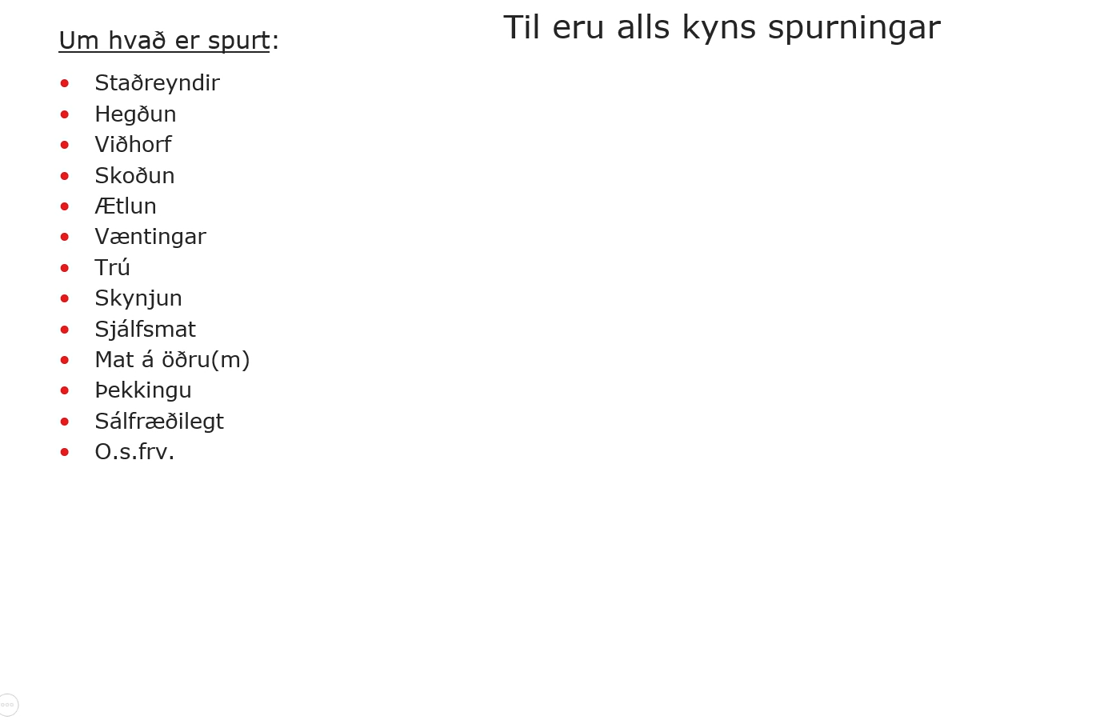 Til eru alls kyns spurningar
Um hvað er spurt:
• Staðreyndir
• Hegðun
• Viðhorf
• Skoðun
• Ætlun
• Væntingar
• Trú
• Skynjun
• Sjálfsmat
• Mat á öðru(m)
• Þekkingu
• Sálfræðilegt
• O.s.frv.